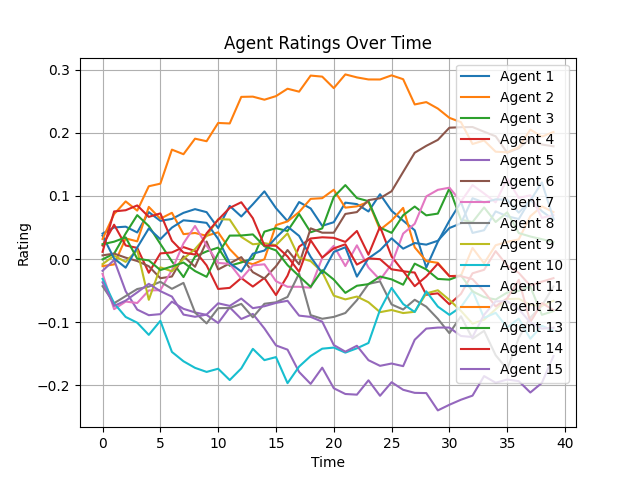 Agent Ratings Over Time
0.3
0.2
0.1
0.0
−0.1
−0.2
Rating
0
5
10
15
20
25
30
35
40
Time
Agent 1
Agent 2
Agent 3
Agent 4
Agent 5
Agent 6
Agent 7
Agent 8
Agent 9
Agent 10
Agent 11
Agent 12
Agent 13
Agent 14
Agent 15